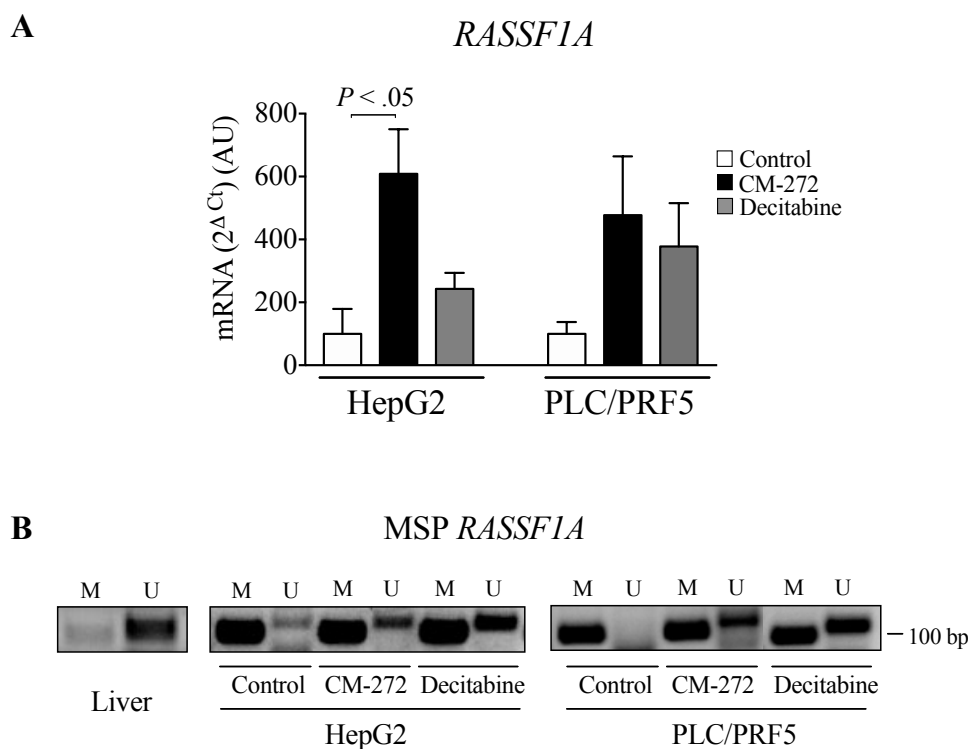 A
RASSF1A
P < .05
mRNA (2^Δ Ct) (AU)
800
600
400
200
0
Control
CM-272
Decitabine
HepG2 PLC/PRF5
B
MSP RASSF1A
M U M U M U M U M U M U M U
100 bp
Liver
Control CM-272 Decitabine Control CM-272 Decitabine
HepG2 PLC/PRF5